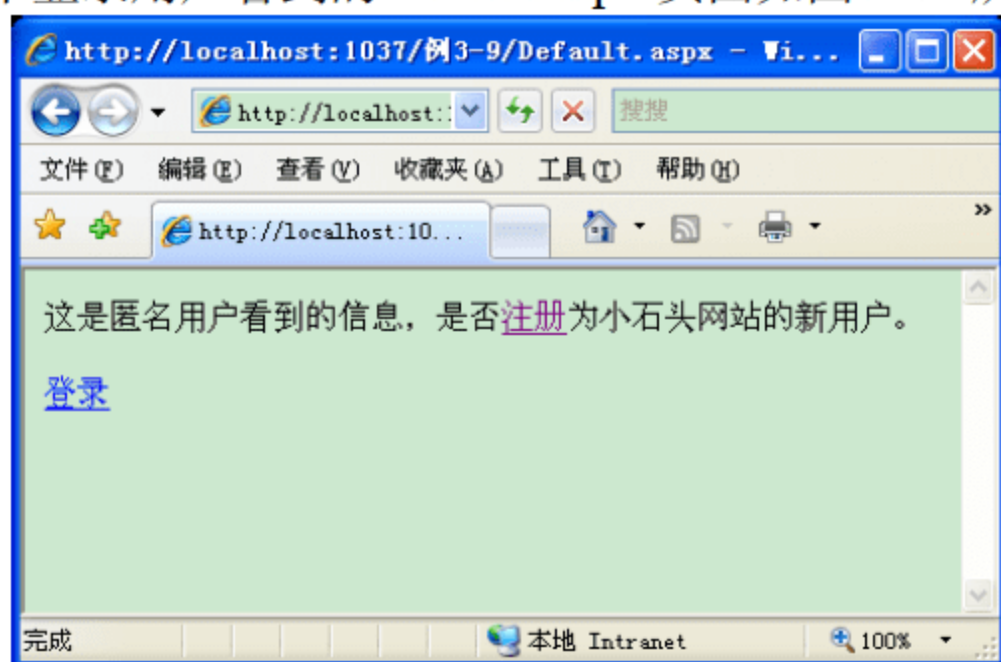 http://localhost:1037/例3-9/Default.aspx - Wi...
http://localhost:
搜搜
文件(F) 编辑(E) 查看(V) 收藏夹(A) 工具(T) 帮助(H)
http://localhost:10... »
这是匿名用户看到的信息，是否注册为小石头网站的新用户。
登录
完成 本地 Intranet 100%